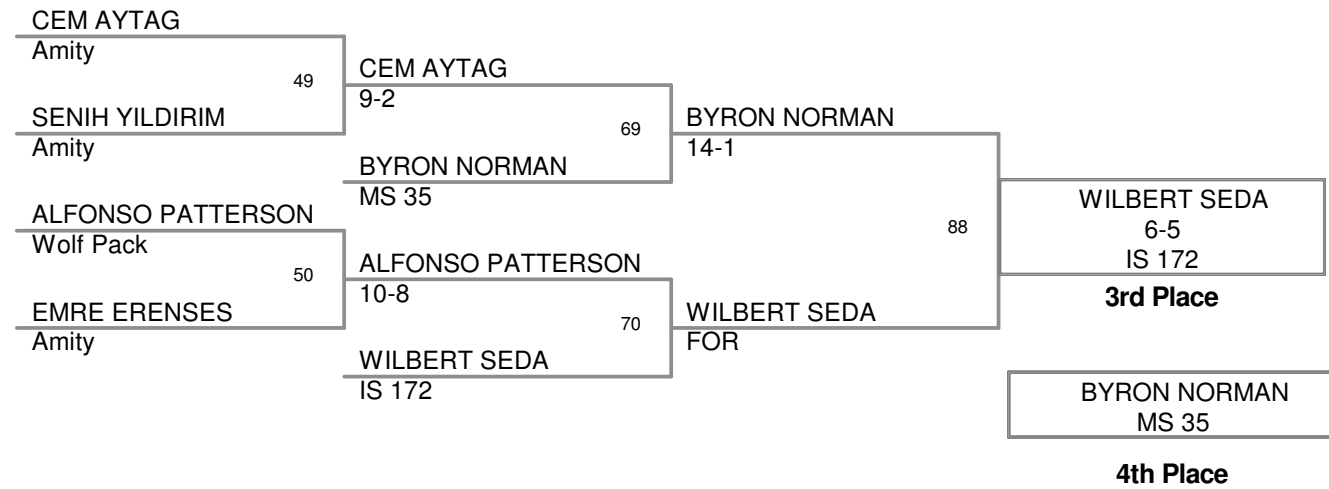 CEM AYTAG
Amity
49
SENIH YILDIRIM
Amity
ALFONSO PATTERSON
Wolf Pack
50
EMRE ERENSES
Amity
CEM AYTAG
9-2
69
BYRON NORMAN
MS 35
ALFONSO PATTERSON
10-8
70
WILBERT SEDA
IS 172
BYRON NORMAN
14-1
88
WILBERT SEDA
FOR
WILBERT SEDA
6-5
IS 172
3rd Place
BYRON NORMAN
MS 35
4th Place